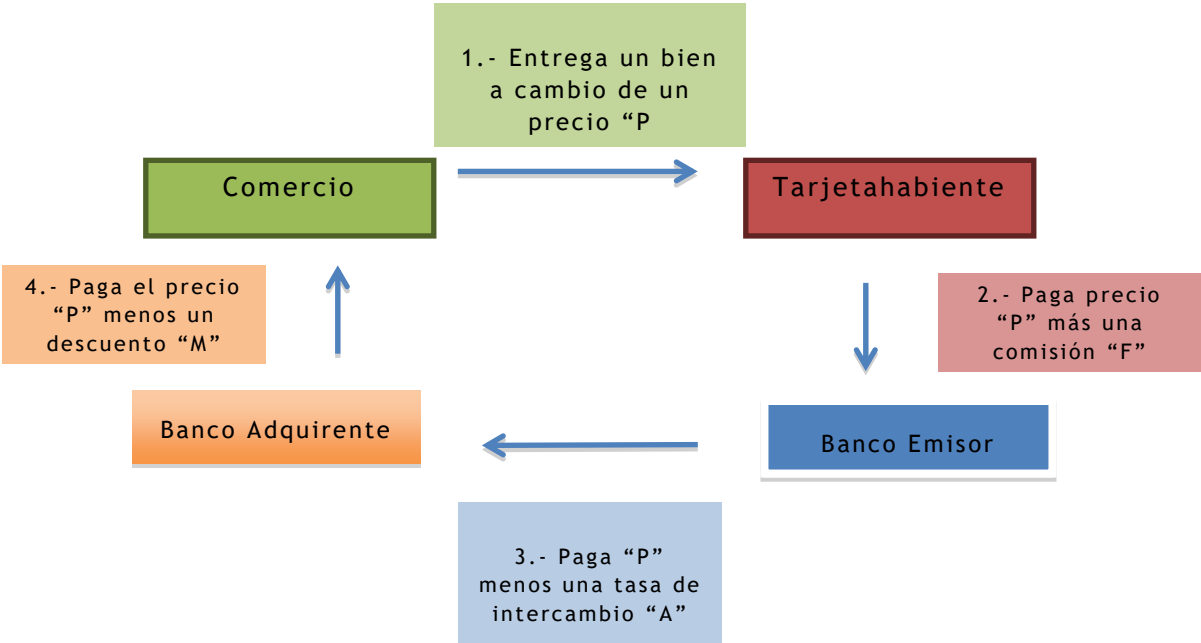 1.- Entrega un bien
a cambio de un
precio “P
Comercio
Tarjetahabiente
4.- Paga el precio
“P” menos un
descuento “M”
2.- Paga precio
“P” más una
comisión “F”
Banco Adquirente
Banco Emisor
3.- Paga “P”
menos una tasa de
intercambio “A”